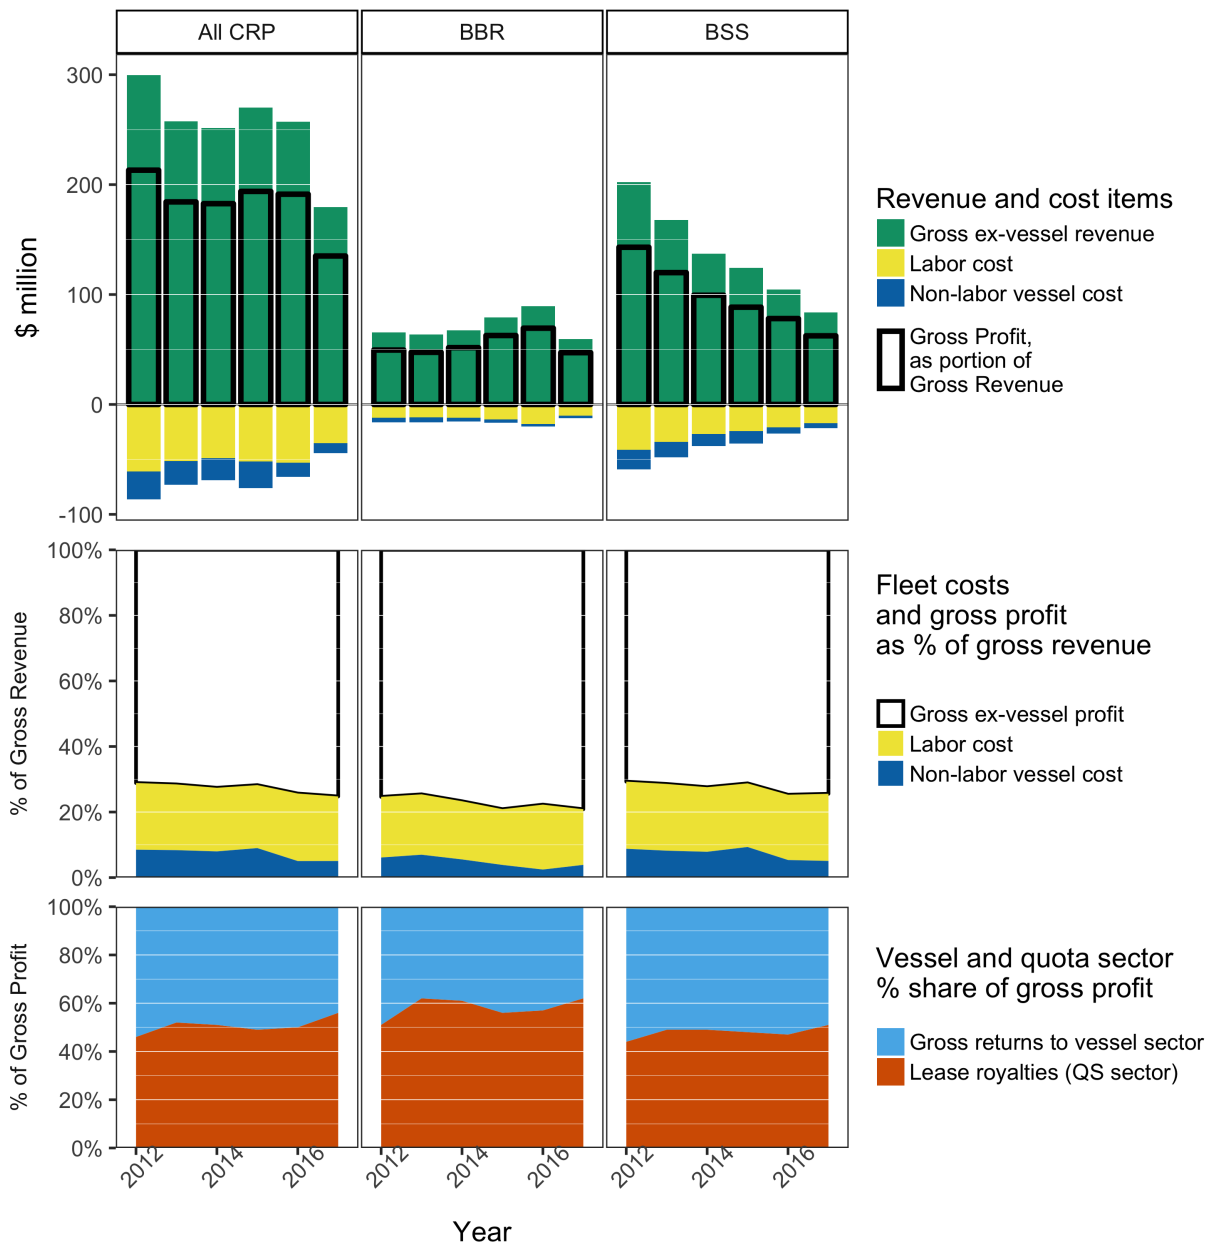 All CRP
BBR
BSS
$ million
300
200
100
0
-100
Revenue and cost items
Gross ex-vessel revenue
Labor cost
Non-labor vessel cost
Gross Profit,
as portion of
Gross Revenue
% of Gross Revenue
100%
80%
60%
40%
20%
0%
Fleet costs
and gross profit
as % of gross revenue
Gross ex-vessel profit
Labor cost
Non-labor vessel cost
% of Gross Profit
100%
80%
60%
40%
20%
0%
Vessel and quota sector
% share of gross profit
Gross returns to vessel sector
Lease royalties (QS sector)
2012
2014
2016
2012
2014
2016
2012
2014
2016
Year